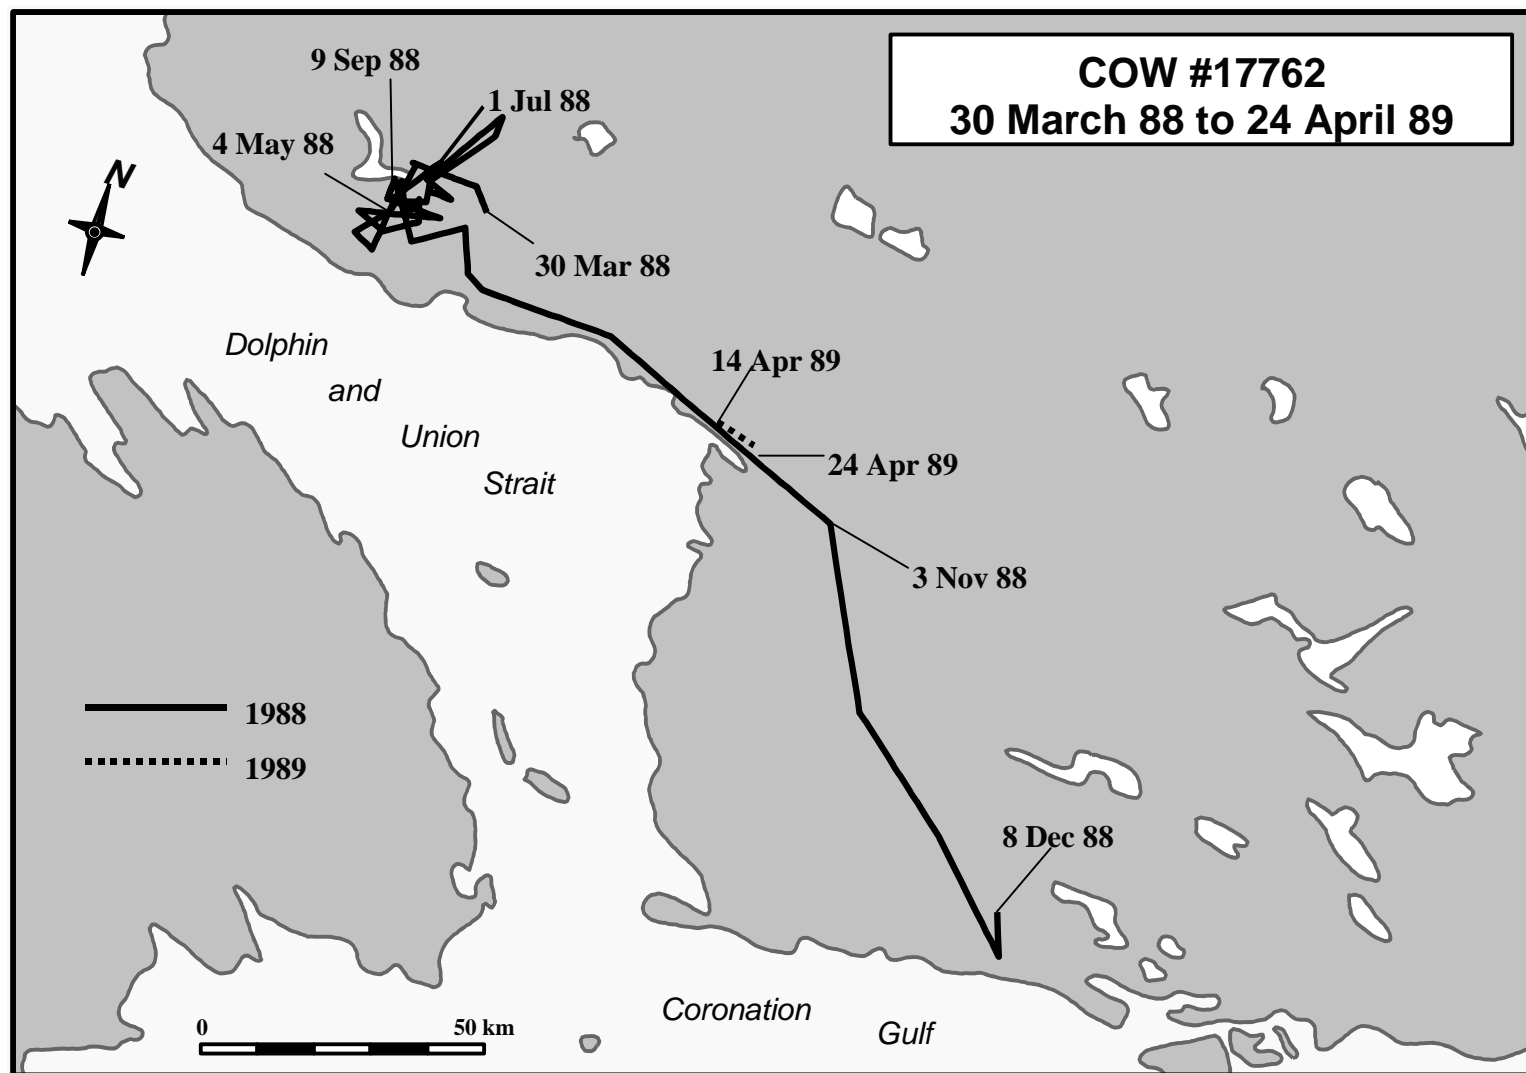 COW #17762
30 March 88 to 24 April 89
9 Sep 88
1 Jul 88
4 May 88
N
30 Mar 88
Dolphin
and
Union
Strait
14 Apr 89
24 Apr 89
3 Nov 88
1988
1989
8 Dec 88
Coronation
Gulf
0 50 km